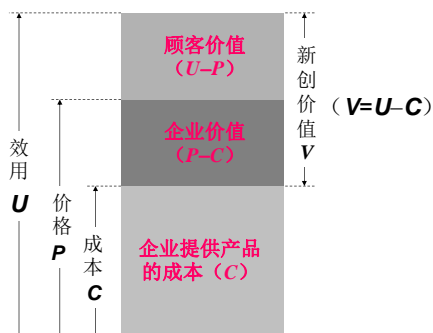 顾客价值
（U–P）
企业价值
（P–C）
企业提供产品
的成本（C）
效用
U
价格
P
成本
C
新创价值
V
（V=U–C）